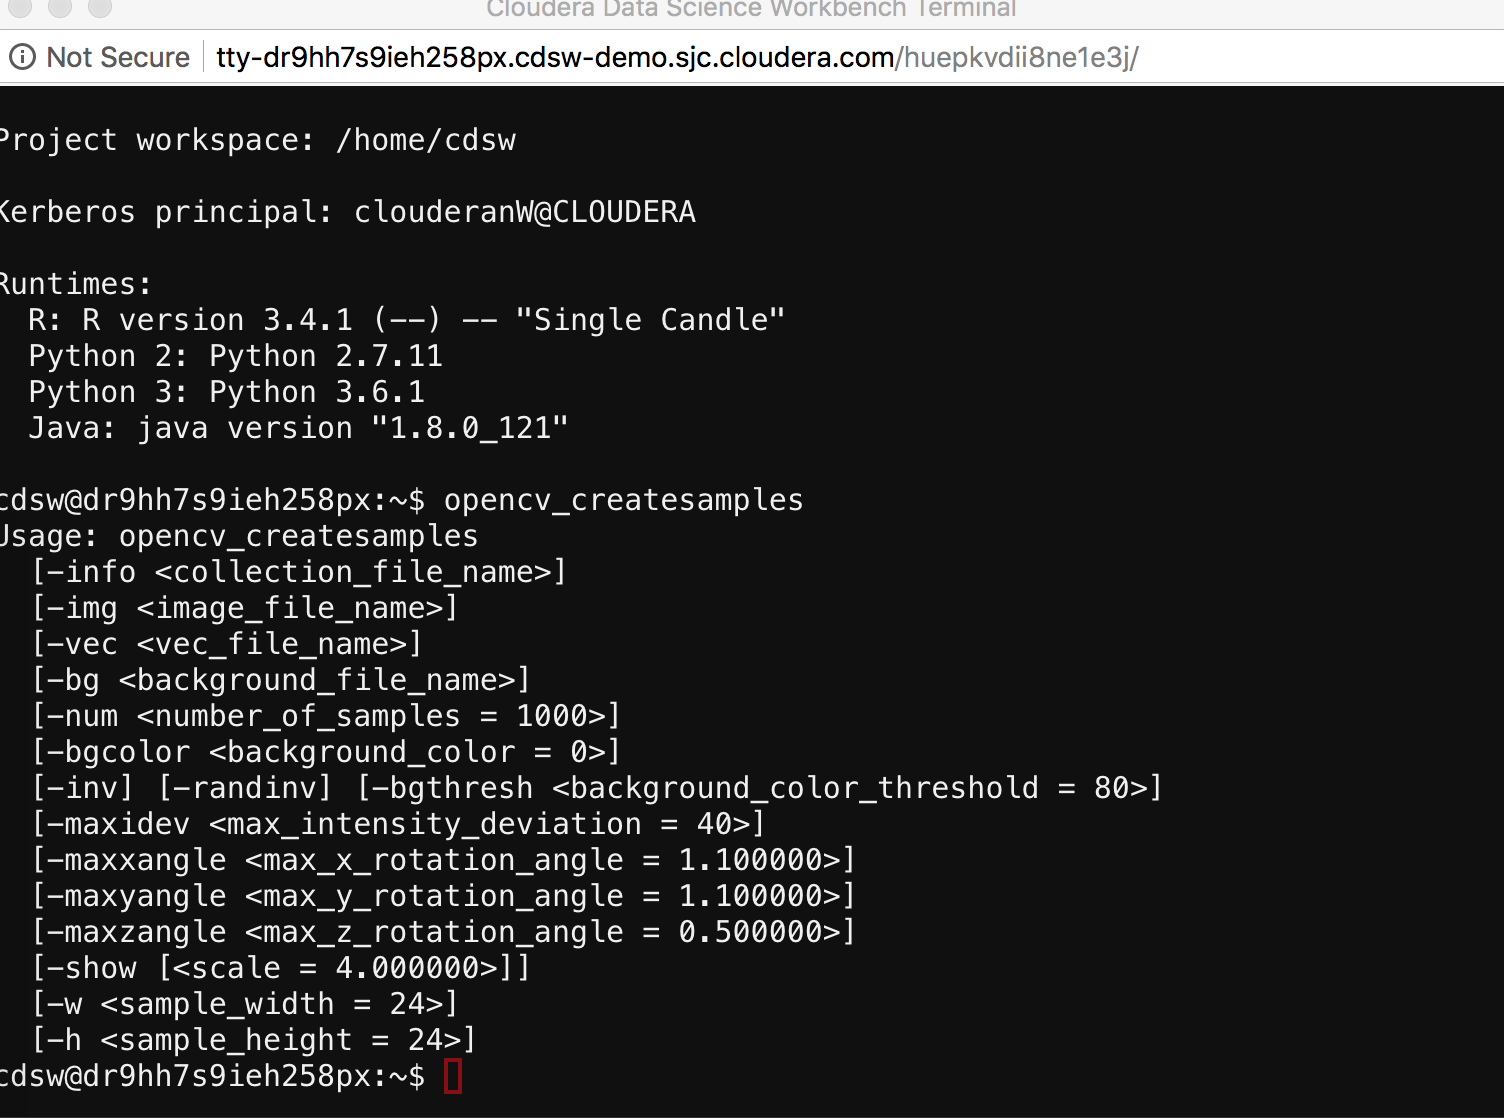 Cloudera Data Science Workbench Terminal
Not Secure tty-dr9hh7s9ieh258px.cdsw-demo.sjc.cloudera.com/huepkvdii8ne1e3j/
Project workspace: /home/cdsw
Kerberos principal: clouderanW@CLOUDERA
Runtimes:
R: R version 3.4.1 (--) -- "Single Candle"
Python 2: Python 2.7.11
Python 3: Python 3.6.1
Java: java version "1.8.0_121"
cdsw@dr9hh7s9ieh258px:~$ opencv_createsamples
Usage: opencv_createsamples
[-info <collection_file_name>]
[-img <image_file_name>]
[-vec <vec_file_name>]
[-bg <background_file_name>]
[-num <number_of_samples = 1000>]
[-bgcolor <background_color = 0>]
[-inv] [-randinv] [-bgthresh <background_color_threshold = 80>]
[-maxidev <max_intensity_deviation = 40>]
[-maxxangle <max_x_rotation_angle = 1.100000>]
[-maxyangle <max_y_rotation_angle = 1.100000>]
[-maxzangle <max_z_rotation_angle = 0.500000>]
[-show [<scale = 4.000000>]]
[-w <sample_width = 24>]
[-h <sample_height = 24>]
cdsw@dr9hh7s9ieh258px:~$